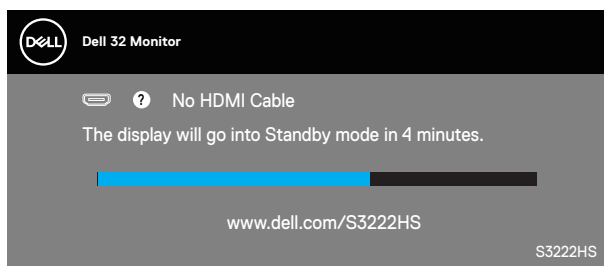 DELL
Dell 32 Monitor
? No HDMI Cable
The display will go into Standby mode in 4 minutes.
www.dell.com/S3222HS
S3222HS